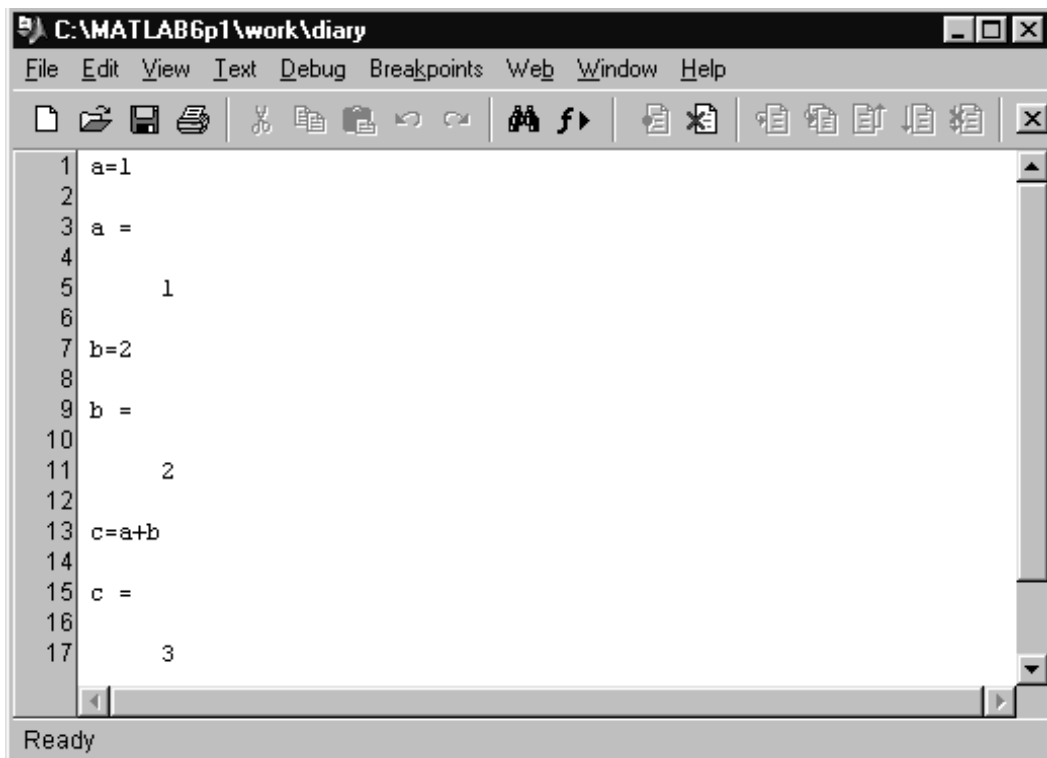 C:\MATLAB6p1\work\diary
File Edit View Text Debug Breakpoints Web Window Help
1 a=1
2
3 a =
4
5 1
6
7 b=2
8
9 b =
10
11 2
12
13 c=a+b
14
15 c =
16
17 3
Ready